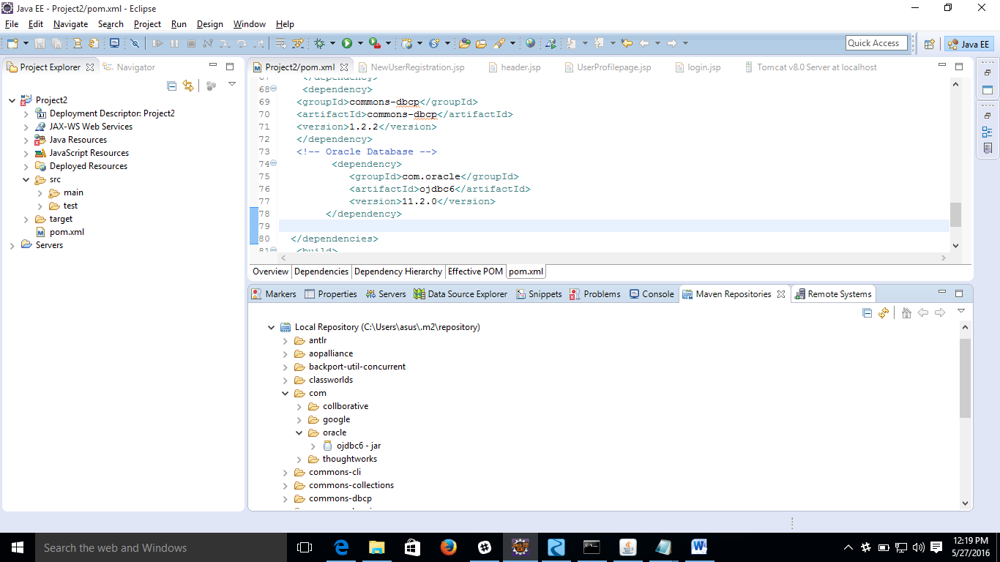 Java EE - Project2/pom.xml - Eclipse
File Edit Navigate Search Project Run Design Window Help
Quick Access Java EE
Project Explorer Navigator
Project2
Deployment Descriptor: Project2
JAX-WS Web Services
Java Resources
JavaScript Resources
Deployed Resources
src
main
test
target
pom.xml
Servers
Project2/pom.xml NewUserRegistration.jsp header.jsp UserProfilepage.jsp login.jsp Tomcat v8.0 Server at localhost
67 </dependency>
68 <dependency>
69 <groupId>commons-dbcp</groupId>
70 <artifactId>commons-dbcp</artifactId>
71 <version>1.2.2</version>
72 </dependency>
73 <!-- Oracle Database -->
74 <dependency>
75 <groupId>com.oracle</groupId>
76 <artifactId>ojdbc6</artifactId>
77 <version>11.2.0</version>
78 </dependency>
79
80 </dependencies>
81 <build>
Overview Dependencies Dependency Hierarchy Effective POM pom.xml
Markers Properties Servers Data Source Explorer Snippets Problems Console Maven Repositories Remote Systems
Local Repository (C:\Users\asus\.m2\repository)
antlr
aopalliance
backport-util-concurrent
classworlds
com
collborative
google
oracle
ojdbc6 - jar
thoughtworks
commons-cli
commons-collections
commons-dbcp
Search the web and Windows
12:19 PM
5/27/2016